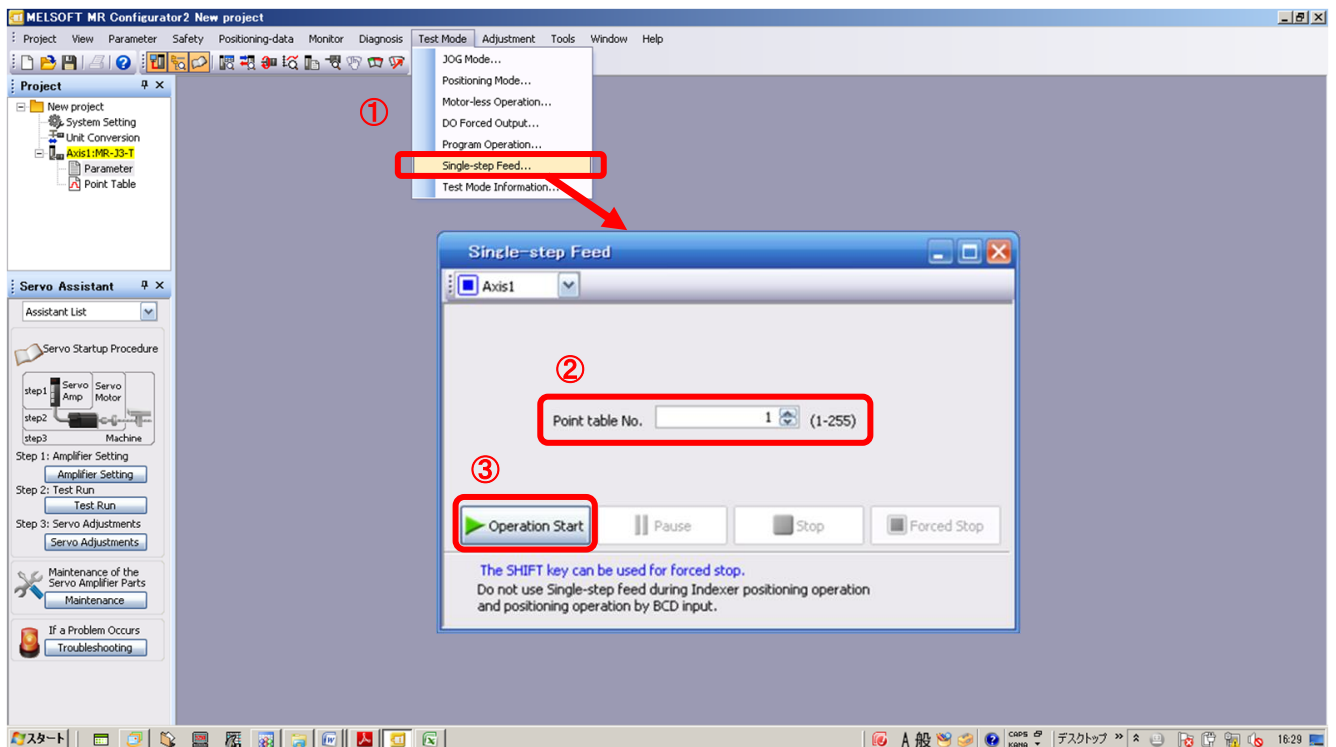 MELSOFT MR Configurator2 New project
Project View Parameter Safety Positioning-data Monitor Diagnosis Test Mode Adjustment Tools Window Help
JOG Mode...
Positioning Mode...
Motor-less Operation...
DO Forced Output...
Program Operation...
Single-step Feed...
Test Mode Information...
①
Project
New project
System Setting
Unit Conversion
Axis1:MR-J3-T
Parameter
Point Table
Servo Assistant
Assistant List
Servo Startup Procedure
step1
Servo Amp
Servo Motor
step2
step3
Machine
Step 1: Amplifier Setting
Amplifier Setting
Step 2: Test Run
Test Run
Step 3: Servo Adjustments
Servo Adjustments
Maintenance of the
Servo Amplifier Parts
Maintenance
If a Problem Occurs
Troubleshooting
Single-step Feed
Axis1
②
Point table No. 1 (1-255)
③
Operation Start Pause Stop Forced Stop
The SHIFT key can be used for forced stop.
Do not use Single-step feed during Indexer positioning operation
and positioning operation by BCD input.
スタート
A 般
CAPS
KANA
デスクトップ »
16:29